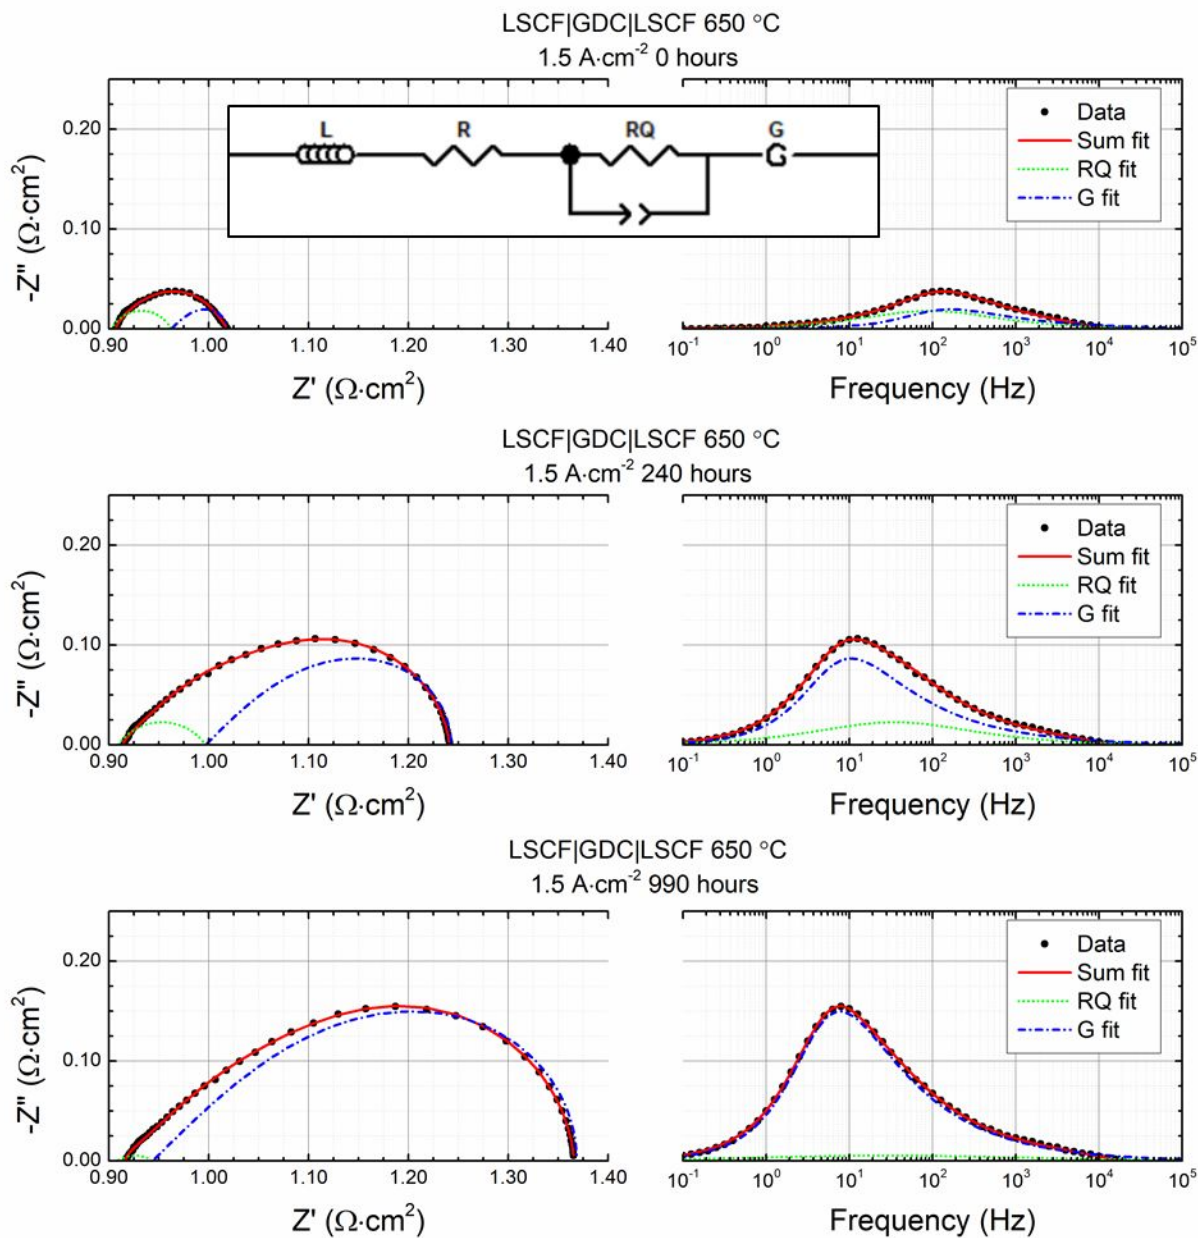 LSCF|GDC|LSCF 650 °C
1.5 A·cm⁻² 0 hours
L R RQ G
G
Data
Sum fit
RQ fit
G fit
-Z" (Ω·cm²)
0.20
0.10
0.00
0.90 1.00 1.10 1.20 1.30 1.40
Z' (Ω·cm²)
10⁻¹ 10⁰ 10¹ 10² 10³ 10⁴ 10⁵
Frequency (Hz)
LSCF|GDC|LSCF 650 °C
1.5 A·cm⁻² 240 hours
Data
Sum fit
RQ fit
G fit
-Z" (Ω·cm²)
0.20
0.10
0.00
0.90 1.00 1.10 1.20 1.30 1.40
Z' (Ω·cm²)
10⁻¹ 10⁰ 10¹ 10² 10³ 10⁴ 10⁵
Frequency (Hz)
LSCF|GDC|LSCF 650 °C
1.5 A·cm⁻² 990 hours
Data
Sum fit
RQ fit
G fit
-Z" (Ω·cm²)
0.20
0.10
0.00
0.90 1.00 1.10 1.20 1.30 1.40
Z' (Ω·cm²)
10⁻¹ 10⁰ 10¹ 10² 10³ 10⁴ 10⁵
Frequency (Hz)